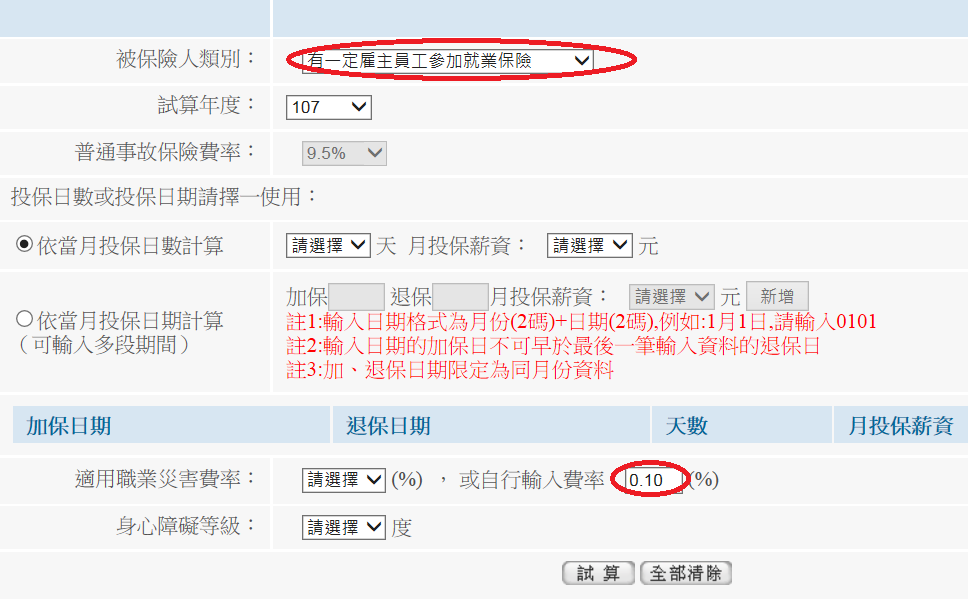 被保險人類別： 有一定雇主員工參加就業保險
試算年度： 107
普通事故保險費率： 9.5%
投保日數或投保日期請擇一使用：
依當月投保日數計算 請選擇 天 月投保薪資： 請選擇 元
加保 退保 月投保薪資： 請選擇 元 新增
依當月投保日期計算
（可輸入多段期間）
註1:輸入日期格式為月份(2碼)+日期(2碼),例如:1月1日,請輸入0101
註2:輸入日期的加保日不可早於最後一筆輸入資料的退保日
註3:加、退保日期限定為同月份資料
加保日期 退保日期 天數 月投保薪資
適用職業災害費率： 請選擇 (%) ，或自行輸入費率 0.10 (%)
身心障礙等級： 請選擇 度
試 算 全部清除